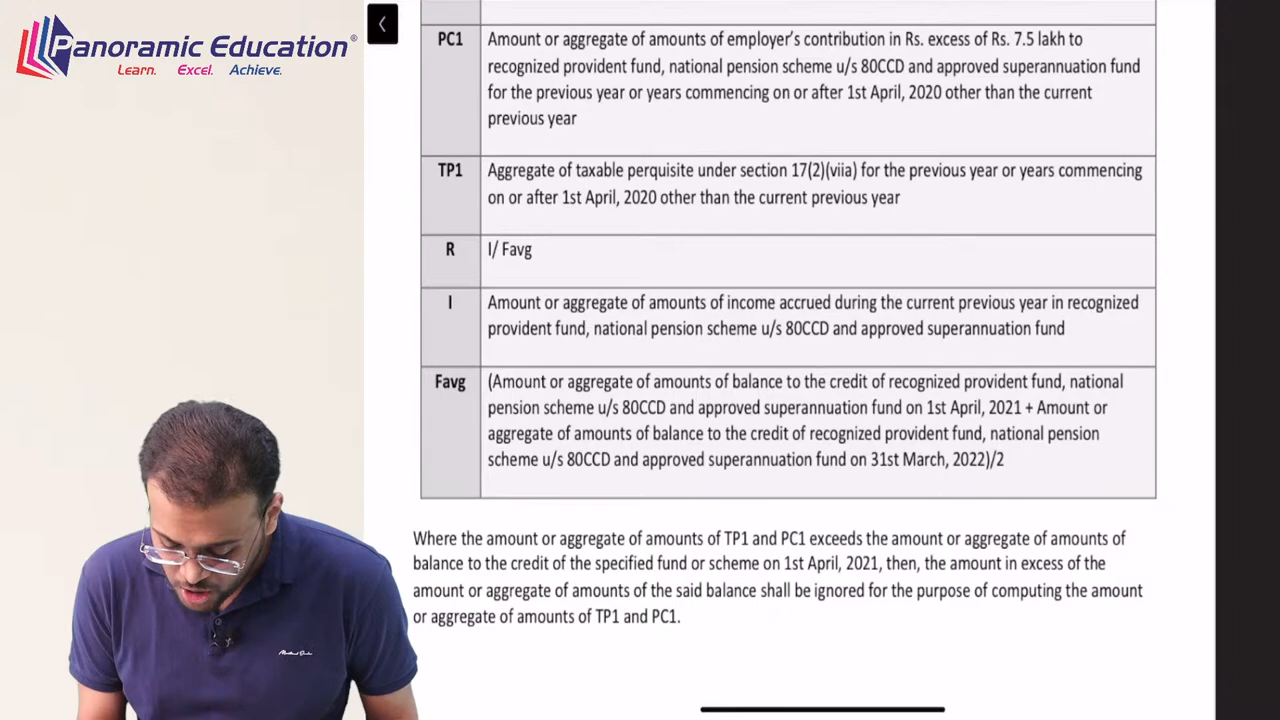 Panoramic Education®
Learn. Excel. Achieve.
PC1
Amount or aggregate of amounts of employer's contribution in Rs. excess of Rs. 7.5 lakh to
recognized provident fund, national pension scheme u/s 80CCD and approved superannuation fund
for the previous year or years commencing on or after 1st April, 2020 other than the current
previous year
TP1
Aggregate of taxable perquisite under section 17(2)(viia) for the previous year or years commencing
on or after 1st April, 2020 other than the current previous year
R
I/ Favg
I
Amount or aggregate of amounts of income accrued during the current previous year in recognized
provident fund, national pension scheme u/s 80CCD and approved superannuation fund
Favg
(Amount or aggregate of amounts of balance to the credit of recognized provident fund, national
pension scheme u/s 80CCD and approved superannuation fund on 1st April, 2021 + Amount or
aggregate of amounts of balance to the credit of recognized provident fund, national pension
scheme u/s 80CCD and approved superannuation fund on 31st March, 2022)/2
Where the amount or aggregate of amounts of TP1 and PC1 exceeds the amount or aggregate of amounts of
balance to the credit of the specified fund or scheme on 1st April, 2021, then, the amount in excess of the
amount or aggregate of amounts of the said balance shall be ignored for the purpose of computing the amount
or aggregate of amounts of TP1 and PC1.